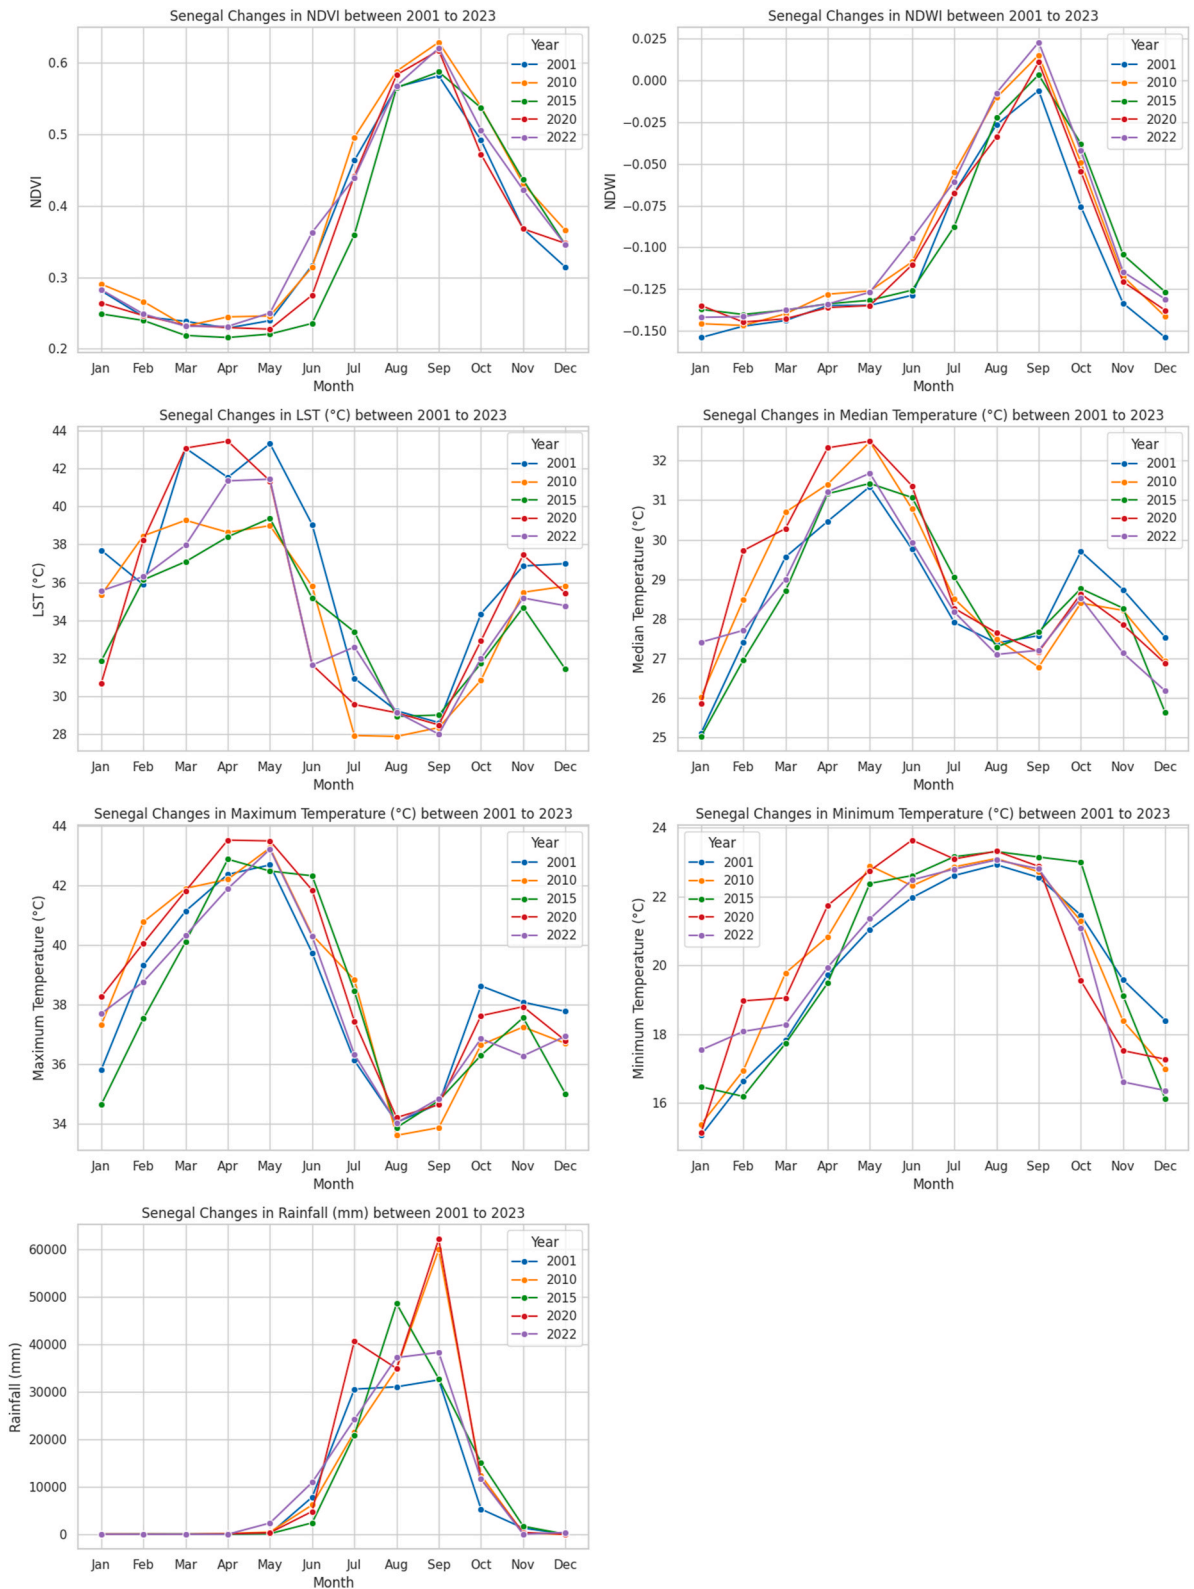 Senegal Changes in NDVI between 2001 to 2023
NDVI
0.6
0.5
0.4
0.3
0.2
Year
2001
2010
2015
2020
2022
Jan Feb Mar Apr May Jun Jul Aug Sep Oct Nov Dec
Month
Senegal Changes in NDWI between 2001 to 2023
NDWI
0.025
0.000
−0.025
−0.050
−0.075
−0.100
−0.125
−0.150
Year
2001
2010
2015
2020
2022
Jan Feb Mar Apr May Jun Jul Aug Sep Oct Nov Dec
Month
Senegal Changes in LST (°C) between 2001 to 2023
LST (°C)
44
42
40
38
36
34
32
30
28
Year
2001
2010
2015
2020
2022
Jan Feb Mar Apr May Jun Jul Aug Sep Oct Nov Dec
Month
Senegal Changes in Median Temperature (°C) between 2001 to 2023
Median Temperature (°C)
32
31
30
29
28
27
26
25
Year
2001
2010
2015
2020
2022
Jan Feb Mar Apr May Jun Jul Aug Sep Oct Nov Dec
Month
Senegal Changes in Maximum Temperature (°C) between 2001 to 2023
Maximum Temperature (°C)
44
42
40
38
36
34
Year
2001
2010
2015
2020
2022
Jan Feb Mar Apr May Jun Jul Aug Sep Oct Nov Dec
Month
Senegal Changes in Minimum Temperature (°C) between 2001 to 2023
Minimum Temperature (°C)
24
22
20
18
16
Year
2001
2010
2015
2020
2022
Jan Feb Mar Apr May Jun Jul Aug Sep Oct Nov Dec
Month
Senegal Changes in Rainfall (mm) between 2001 to 2023
Rainfall (mm)
60000
50000
40000
30000
20000
10000
0
Year
2001
2010
2015
2020
2022
Jan Feb Mar Apr May Jun Jul Aug Sep Oct Nov Dec
Month